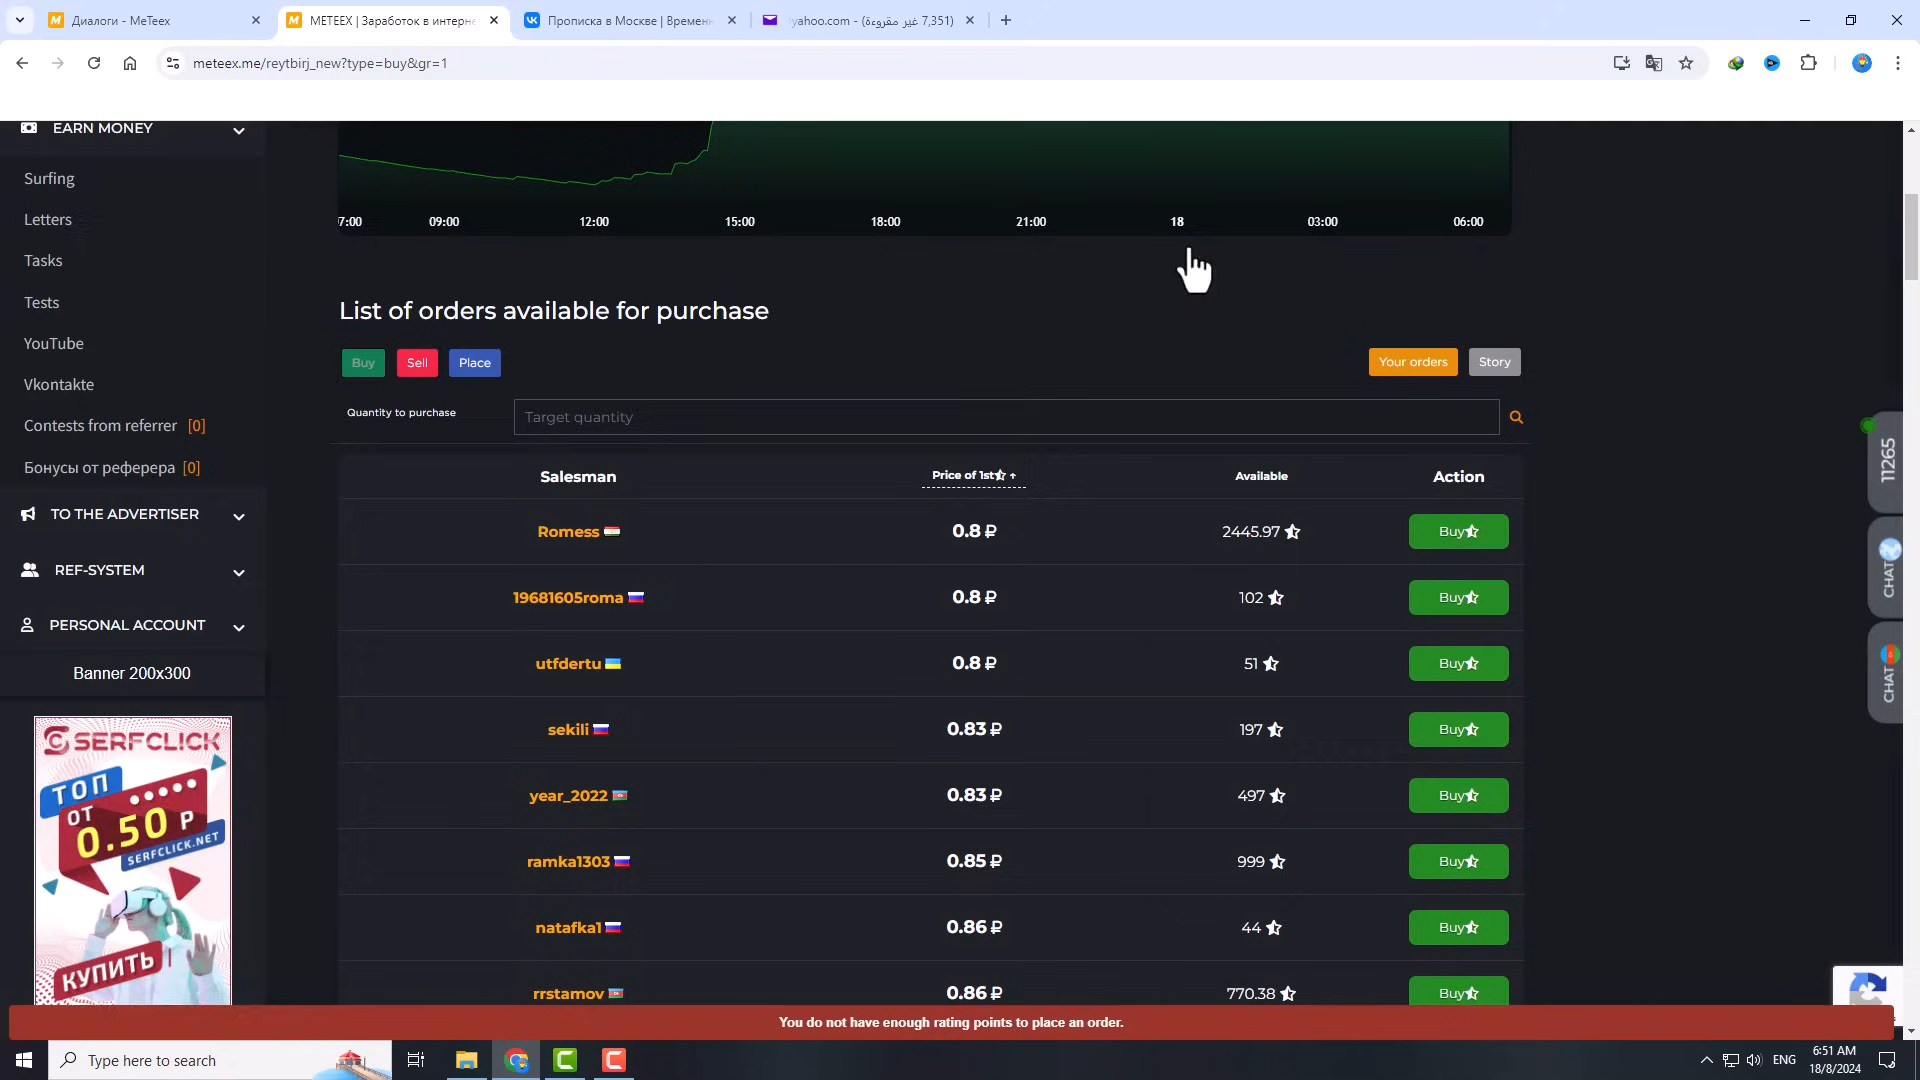 Диалоги - MeTeex
METEEX | Заработок в интерне
Прописка в Москве | Временн
yahoo.com - (7,351 غير مقروءة)
meteex.me/reytbirj_new?type=buy&gr=1
EARN MONEY
Surfing
Letters
Tasks
Tests
YouTube
Vkontakte
Contests from referrer [0]
Бонусы от реферера [0]
TO THE ADVERTISER
REF-SYSTEM
PERSONAL ACCOUNT
Banner 200x300
SERFCLICK
ТОП
ОТ
0.50 Р
SERFCLICK.NET
КУПИТЬ
7:00 09:00 12:00 15:00 18:00 21:00 18 03:00 06:00
List of orders available for purchase
Buy Sell Place Your orders Story
Quantity to purchase Target quantity
Salesman Price of 1st ↑ Available Action
Romess 0.8 ₽ 2445.97 Buy
19681605roma 0.8 ₽ 102 Buy
utfdertu 0.8 ₽ 51 Buy
sekili 0.83 ₽ 197 Buy
year_2022 0.83 ₽ 497 Buy
ramka1303 0.85 ₽ 999 Buy
natafka1 0.86 ₽ 44 Buy
rrstamov 0.86 ₽ 770.38 Buy
11265
CHAT
CHAT
You do not have enough rating points to place an order.
Type here to search
ENG
6:51 AM
18/8/2024